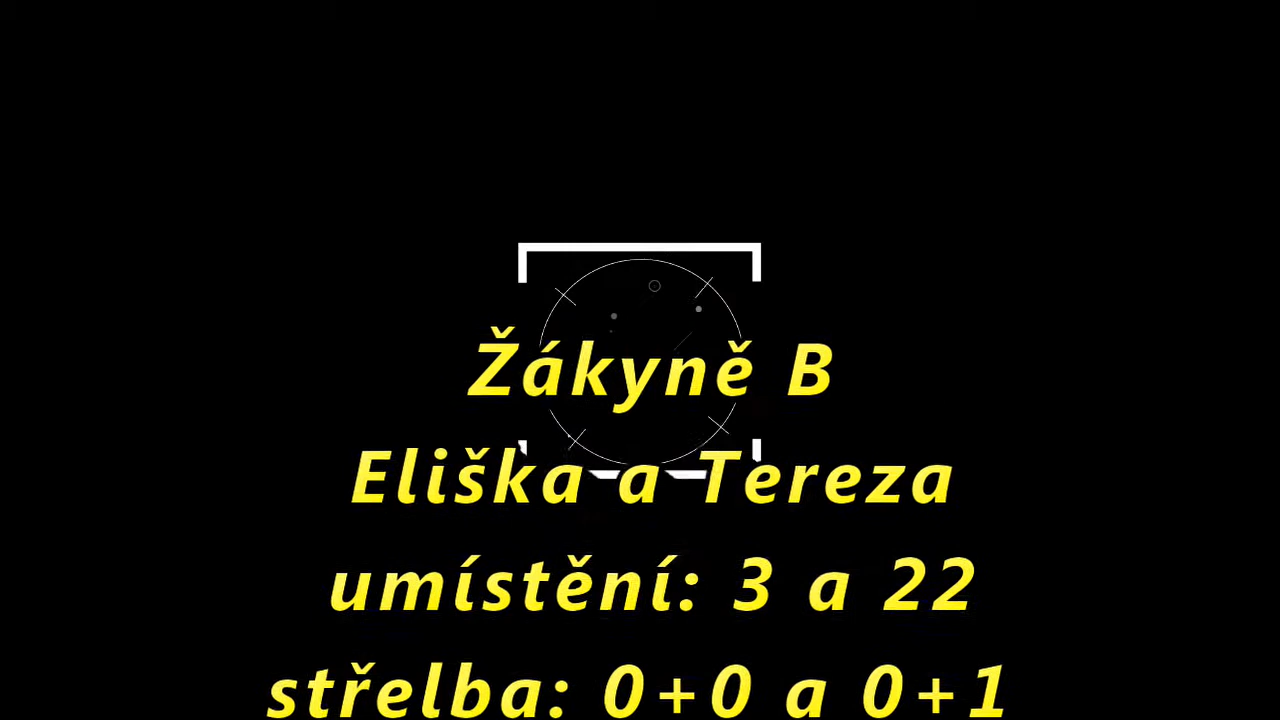 Žákyně B
Eliška a Tereza
umístění: 3 a 22
střelba: 0+0 a 0+1